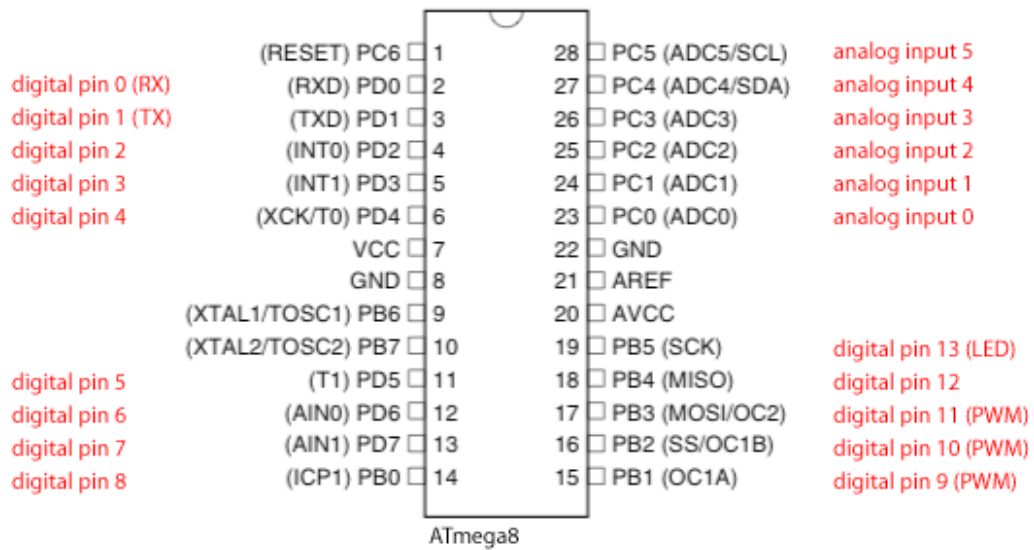 (RESET) PC6 1 28 PC5 (ADC5/SCL) analog input 5
digital pin 0 (RX) (RXD) PD0 2 27 PC4 (ADC4/SDA) analog input 4
digital pin 1 (TX) (TXD) PD1 3 26 PC3 (ADC3) analog input 3
digital pin 2 (INT0) PD2 4 25 PC2 (ADC2) analog input 2
digital pin 3 (INT1) PD3 5 24 PC1 (ADC1) analog input 1
digital pin 4 (XCK/T0) PD4 6 23 PC0 (ADC0) analog input 0
VCC 7 22 GND
GND 8 21 AREF
(XTAL1/TOSC1) PB6 9 20 AVCC
(XTAL2/TOSC2) PB7 10 19 PB5 (SCK) digital pin 13 (LED)
digital pin 5 (T1) PD5 11 18 PB4 (MISO) digital pin 12
digital pin 6 (AIN0) PD6 12 17 PB3 (MOSI/OC2) digital pin 11 (PWM)
digital pin 7 (AIN1) PD7 13 16 PB2 (SS/OC1B) digital pin 10 (PWM)
digital pin 8 (ICP1) PB0 14 15 PB1 (OC1A) digital pin 9 (PWM)
ATmega8